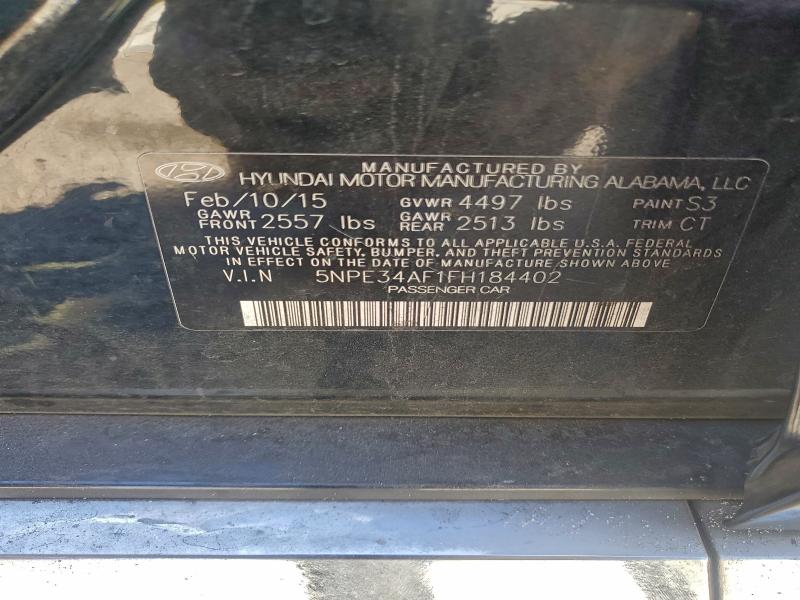 MANUFACTURED BY
HYUNDAI MOTOR MANUFACTURING ALABAMA, LLC
Feb/10/15 GVWR 4497 lbs PAINT S3
GAWR FRONT 2557 lbs GAWR REAR 2513 lbs TRIM CT
THIS VEHICLE CONFORMS TO ALL APPLICABLE U.S.A. FEDERAL
MOTOR VEHICLE SAFETY, BUMPER, AND THEFT PREVENTION STANDARDS
IN EFFECT ON THE DATE OF MANUFACTURE SHOWN ABOVE
V.I.N 5NPE34AF1FH184402
PASSENGER CAR